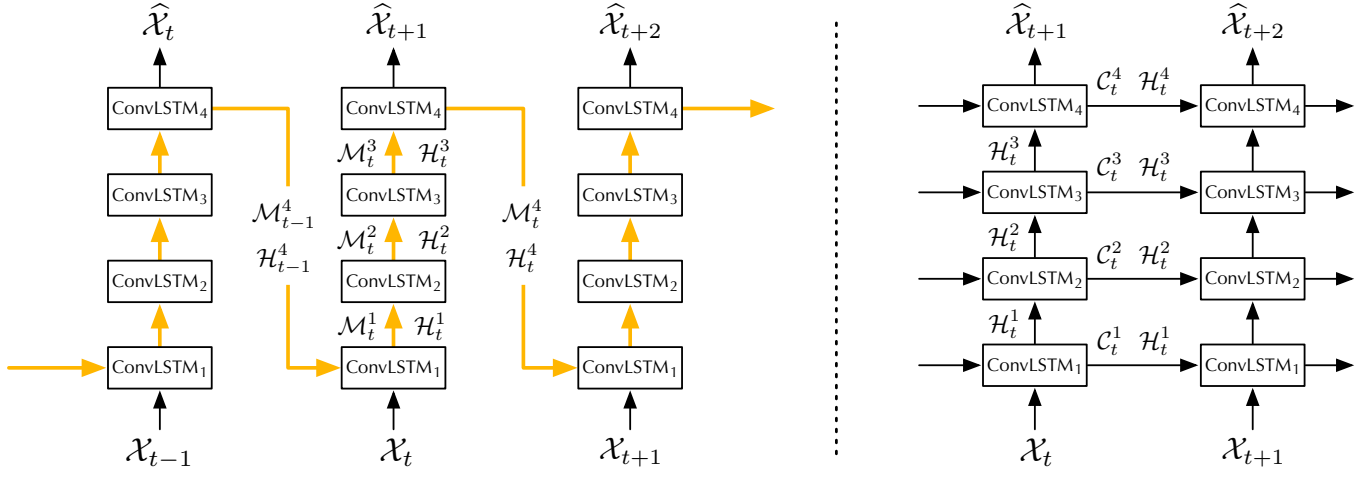 X̂_t X̂_{t+1} X̂_{t+2}
ConvLSTM_4 ConvLSTM_4 ConvLSTM_4
M_t^3 H_t^3
ConvLSTM_3 ConvLSTM_3 ConvLSTM_3
M_{t-1}^4 M_t^4
M_t^2 H_t^2
H_{t-1}^4 H_t^4
ConvLSTM_2 ConvLSTM_2 ConvLSTM_2
M_t^1 H_t^1
ConvLSTM_1 ConvLSTM_1 ConvLSTM_1
X_{t-1} X_t X_{t+1}
X̂_{t+1} X̂_{t+2}
C_t^4 H_t^4
ConvLSTM_4 ConvLSTM_4
H_t^3
C_t^3 H_t^3
ConvLSTM_3 ConvLSTM_3
H_t^2
C_t^2 H_t^2
ConvLSTM_2 ConvLSTM_2
H_t^1
C_t^1 H_t^1
ConvLSTM_1 ConvLSTM_1
X_t X_{t+1}